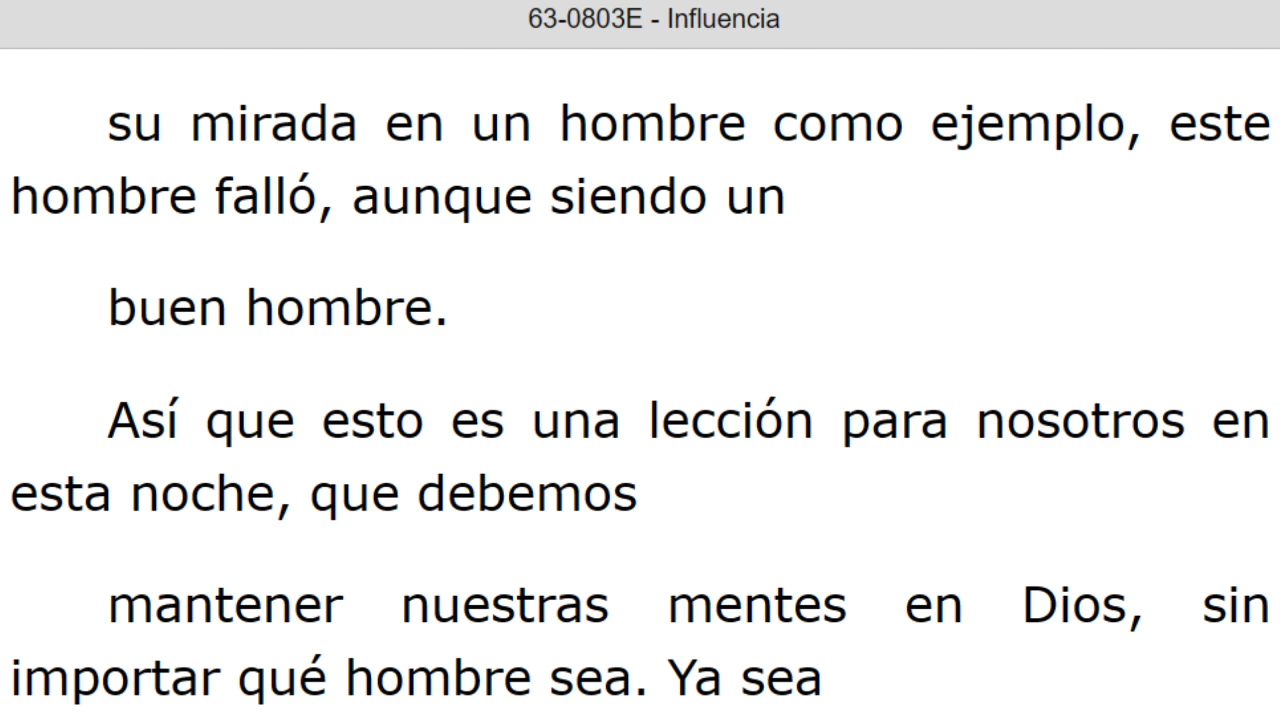 63-0803E - Influencia
su mirada en un hombre como ejemplo, este
hombre falló, aunque siendo un
buen hombre.
Así que esto es una lección para nosotros en
esta noche, que debemos
mantener nuestras mentes en Dios, sin
importar qué hombre sea. Ya sea